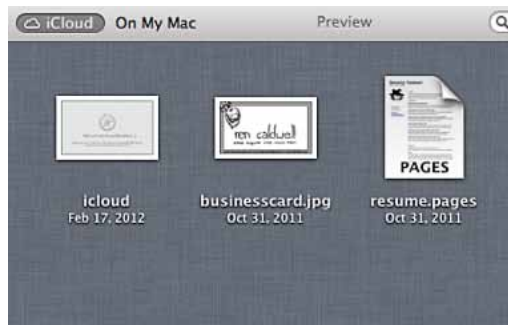 iCloud On My Mac Preview
ren caldwell
PAGES
icloud businesscard.jpg resume.pages
Feb 17, 2012 Oct 31, 2011 Oct 31, 2011